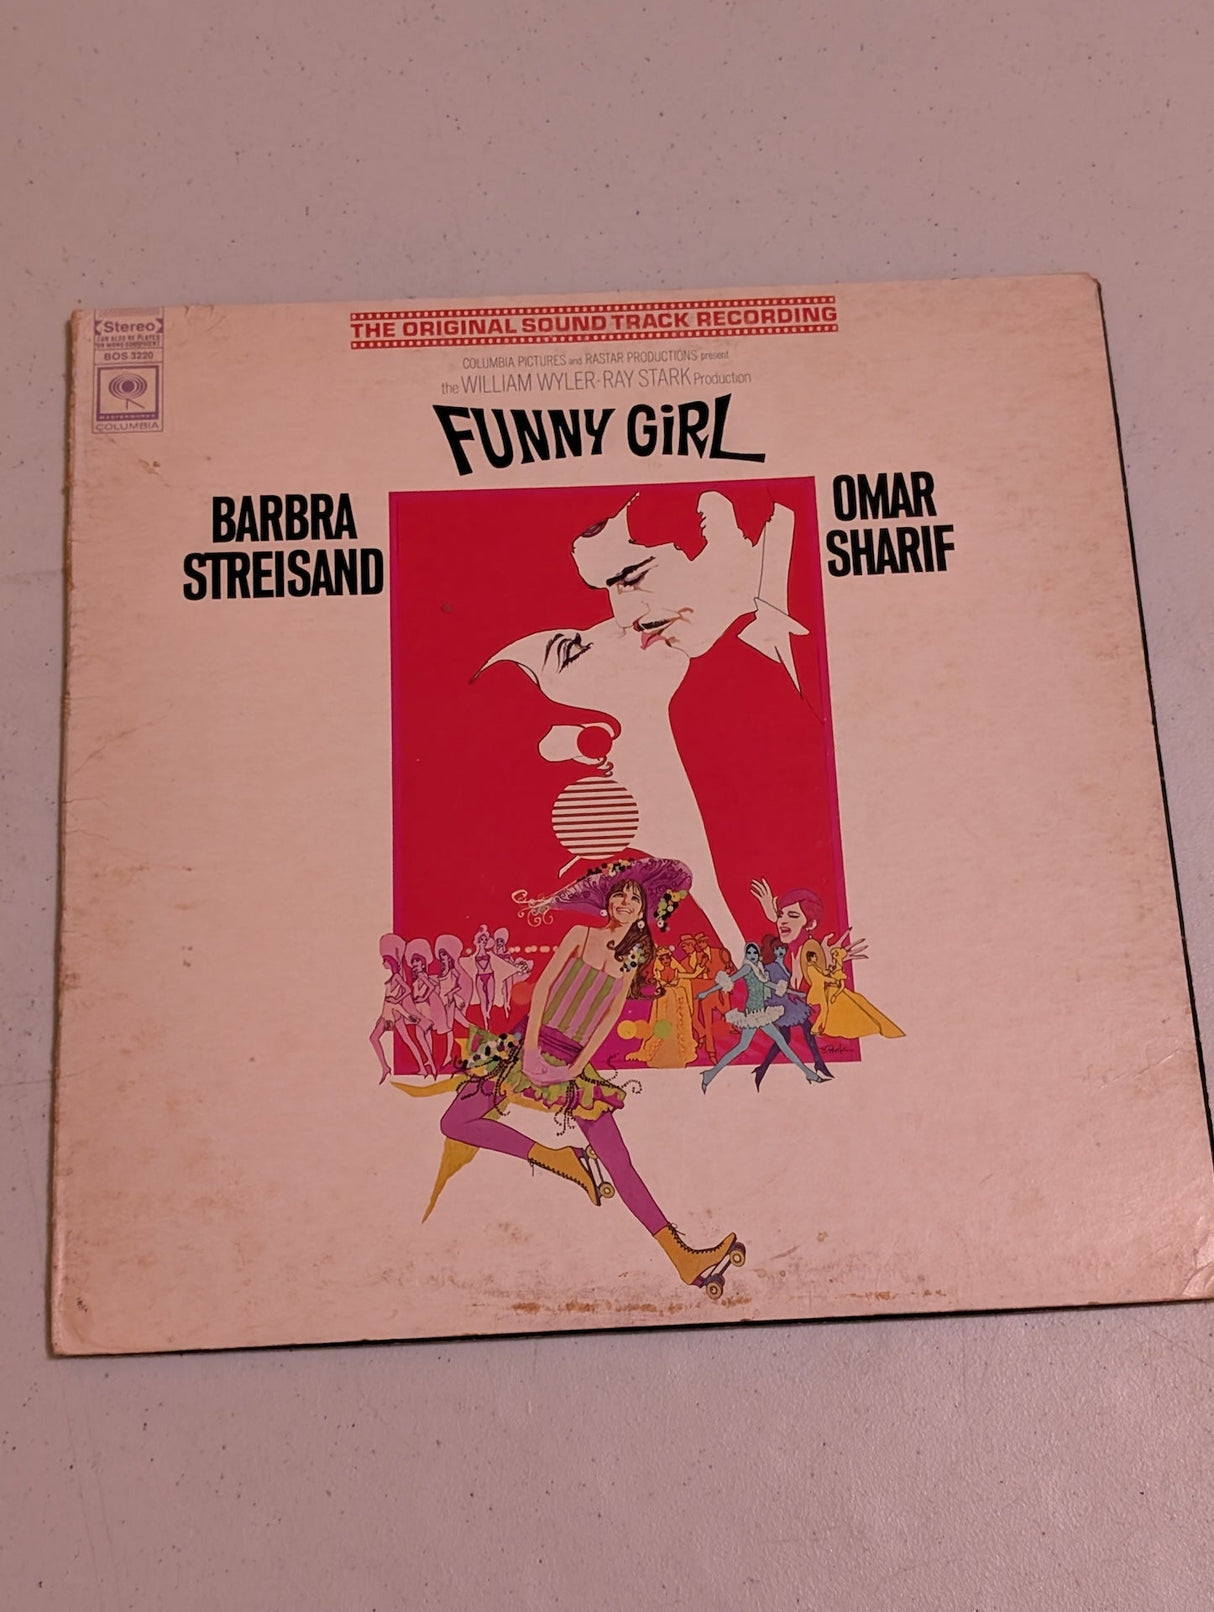 Stereo
CAN ALSO BE PLAYED
ON MONO EQUIPMENT
BOS 3220
MASTERWORKS
COLUMBIA
THE ORIGINAL SOUND TRACK RECORDING
COLUMBIA PICTURES and RASTAR PRODUCTIONS present
the WILLIAM WYLER-RAY STARK Production
FUNNY GiRL
BARBRA
STREISAND
OMAR
SHARIF